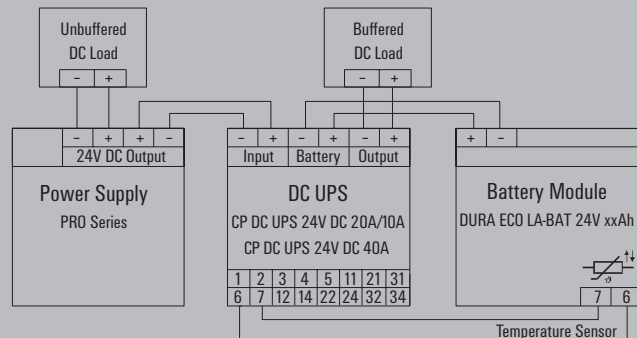 Unbuffered
DC Load
- +
Buffered
DC Load
- +
- + + -
24V DC Output
Power Supply
PRO Series
- + - + - +
Input Battery Output
DC UPS
CP DC UPS 24V DC 20A/10A
CP DC UPS 24V DC 40A
1 2 3 4 5 11 21 31
6 7 12 14 22 24 32 34
+ -
Battery Module
DURA ECO LA-BAT 24V xxAh
ϑ
7 6
Temperature Sensor